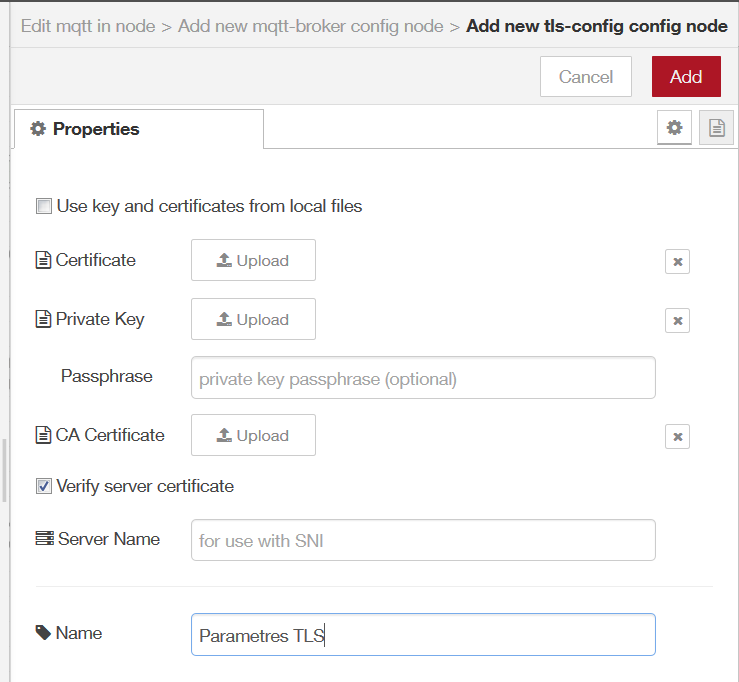 Edit mqtt in node > Add new mqtt-broker config node > Add new tls-config config node
Cancel
Add
Properties
Use key and certificates from local files
Certificate
Upload
Private Key
Upload
Passphrase
private key passphrase (optional)
CA Certificate
Upload
Verify server certificate
Server Name
for use with SNI
Name
Parametres TLS